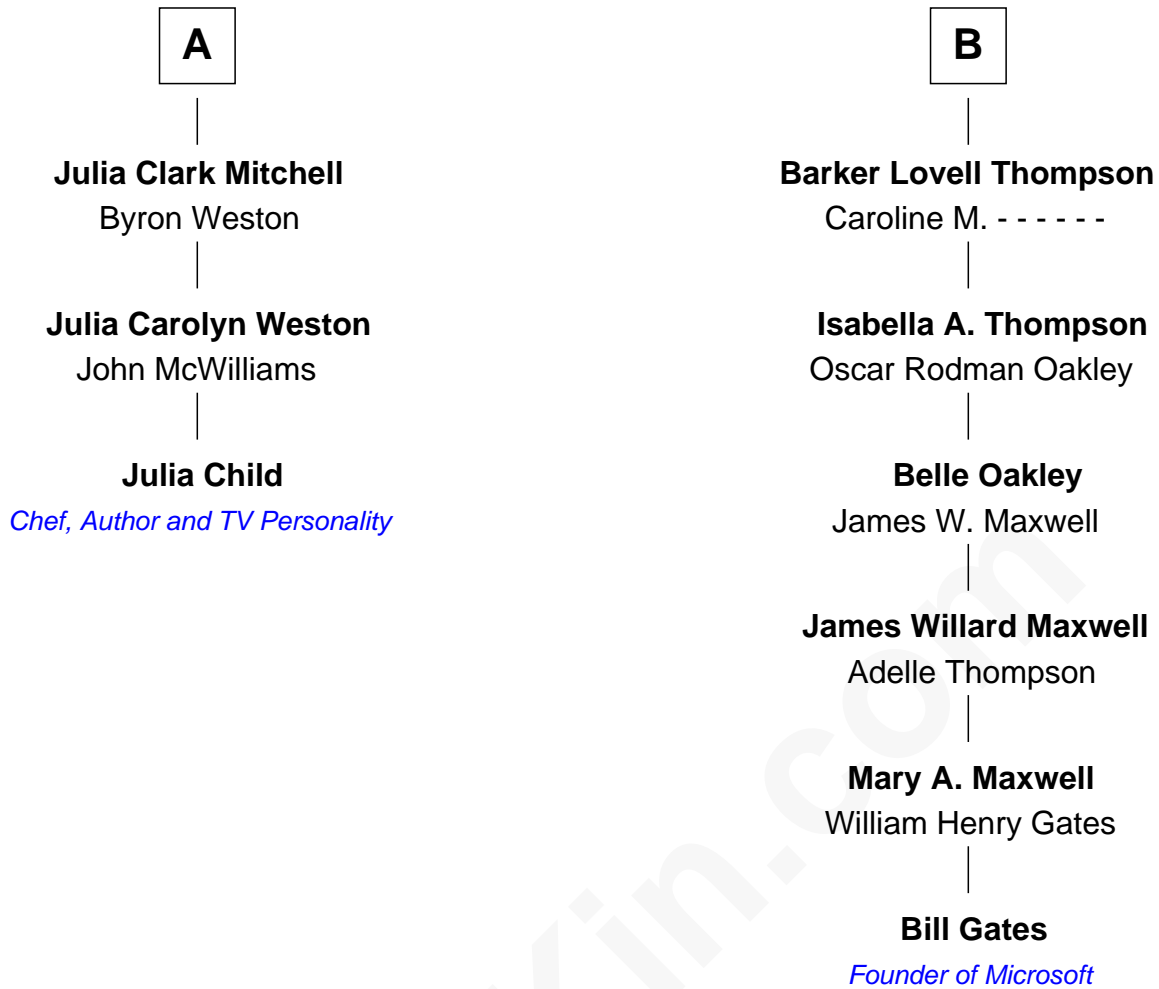 A
Julia Clark Mitchell
Byron Weston
Julia Carolyn Weston
John McWilliams
Julia Child
Chef, Author and TV Personality
B
Barker Lovell Thompson
Caroline M. - - - - - -
Isabella A. Thompson
Oscar Rodman Oakley
Belle Oakley
James W. Maxwell
James Willard Maxwell
Adelle Thompson
Mary A. Maxwell
William Henry Gates
Bill Gates
Founder of Microsoft
Kin.com